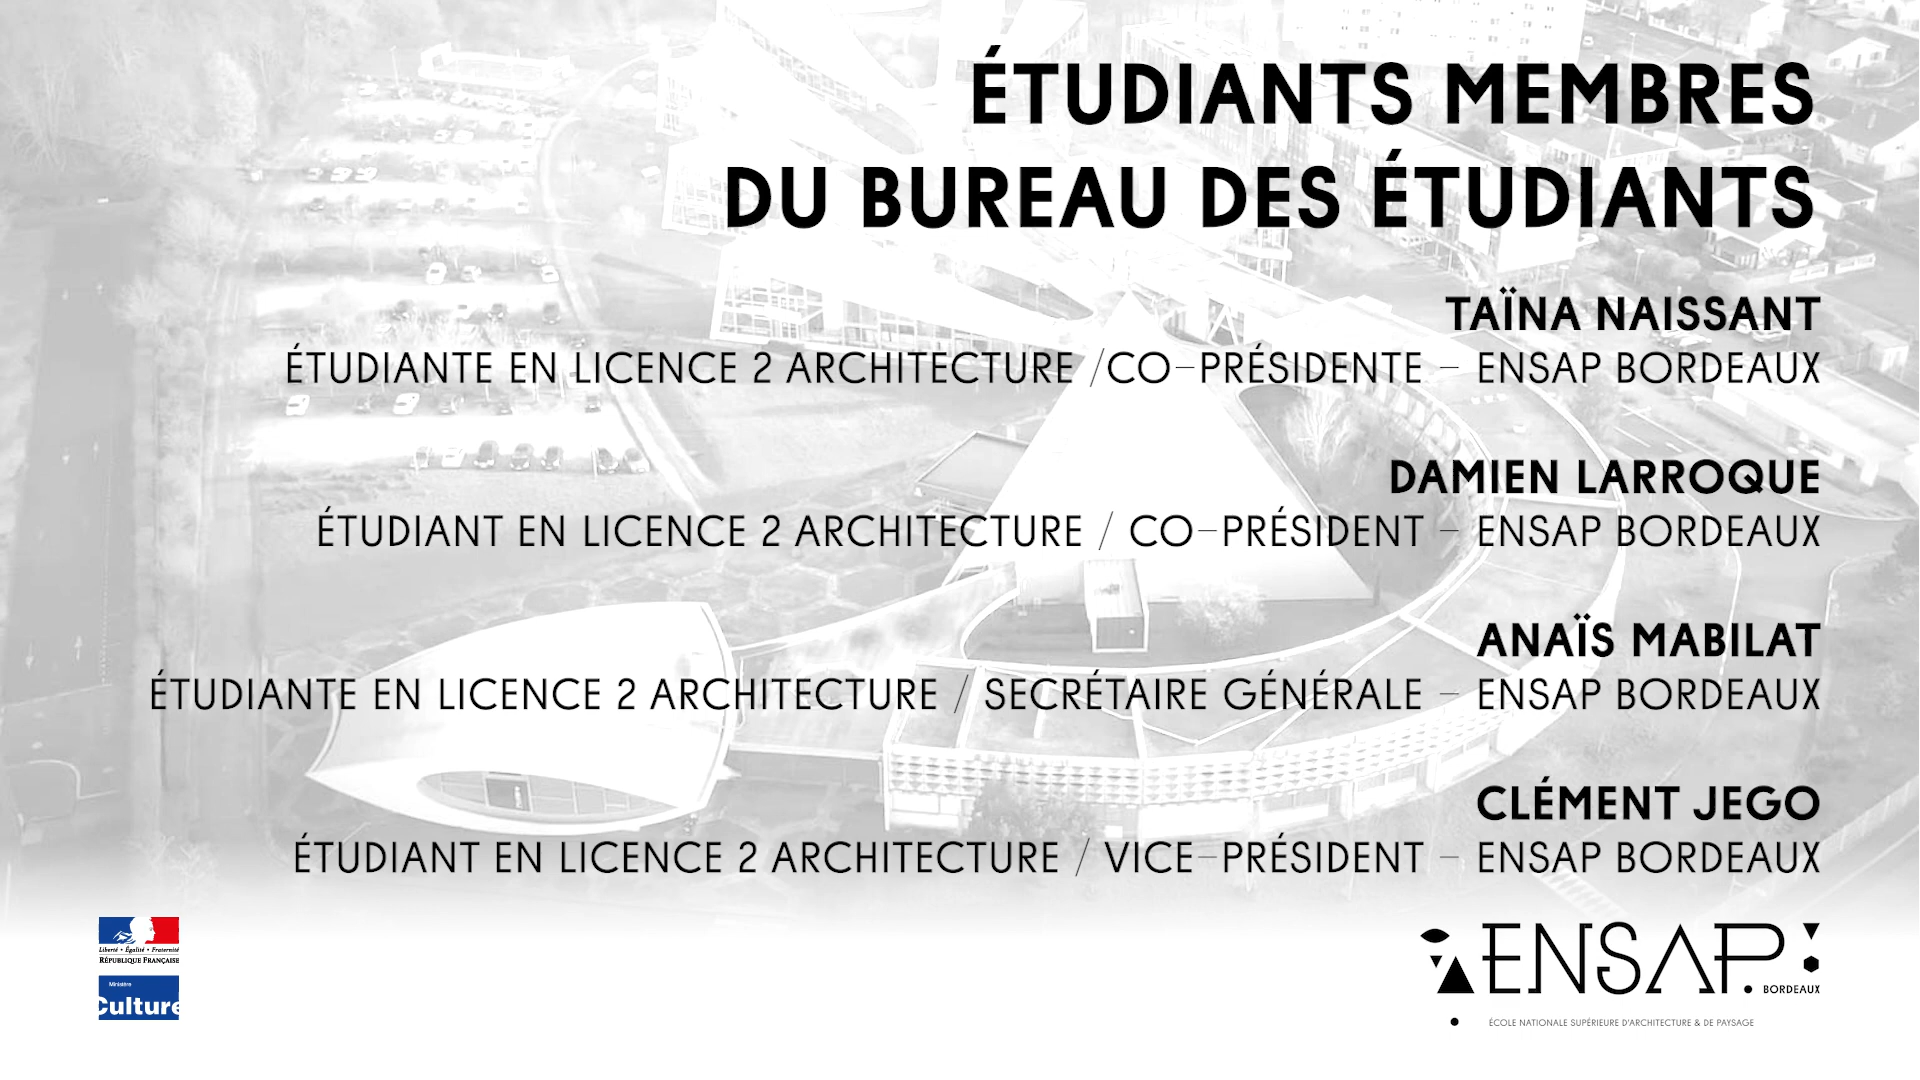 ÉTUDIANTS MEMBRES
DU BUREAU DES ÉTUDIANTS
TAÏNA NAISSANT
ÉTUDIANTE EN LICENCE 2 ARCHITECTURE /CO-PRÉSIDENTE - ENSAP BORDEAUX
DAMIEN LARROQUE
ÉTUDIANT EN LICENCE 2 ARCHITECTURE / CO-PRÉSIDENT - ENSAP BORDEAUX
ANAÏS MABILAT
ÉTUDIANTE EN LICENCE 2 ARCHITECTURE / SECRÉTAIRE GÉNÉRALE - ENSAP BORDEAUX
CLÉMENT JEGO
ÉTUDIANT EN LICENCE 2 ARCHITECTURE / VICE-PRÉSIDENT - ENSAP BORDEAUX
Liberté • Égalité • Fraternité
RÉPUBLIQUE FRANÇAISE
Ministère
Culture
ENSAP
BORDEAUX
ÉCOLE NATIONALE SUPÉRIEURE D'ARCHITECTURE & DE PAYSAGE